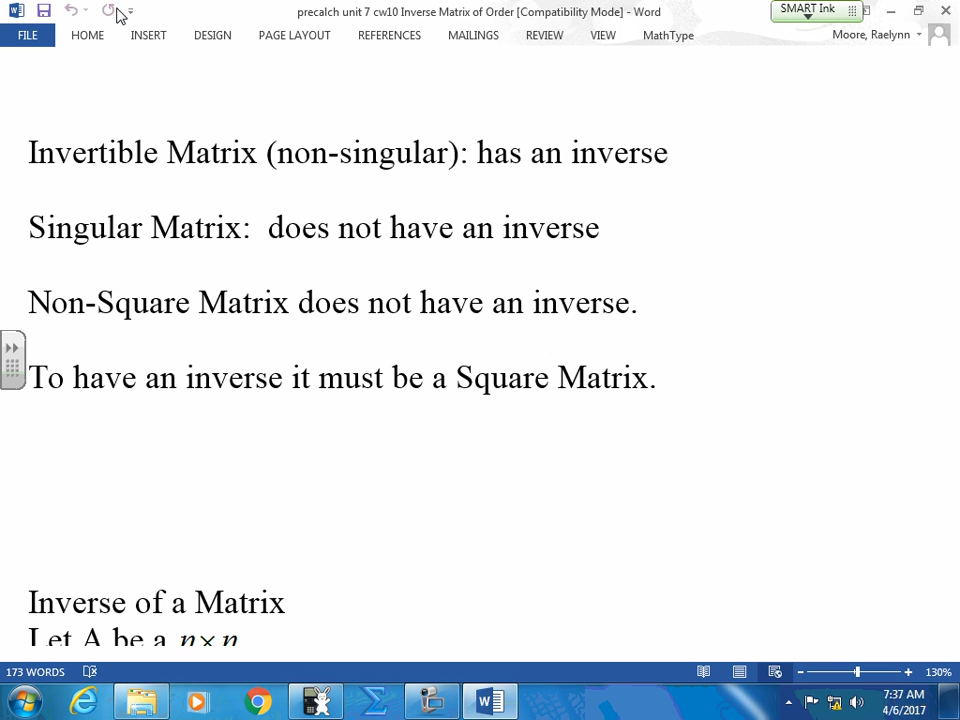 precalch unit 7 cw10 Inverse Matrix of Order [Compatibility Mode] - Word
SMART Ink
FILE HOME INSERT DESIGN PAGE LAYOUT REFERENCES MAILINGS REVIEW VIEW MathType
Moore, Raelynn
Invertible Matrix (non-singular): has an inverse
Singular Matrix: does not have an inverse
Non-Square Matrix does not have an inverse.
To have an inverse it must be a Square Matrix.
Inverse of a Matrix
Let A be a n × n
173 WORDS
130%
7:37 AM
4/6/2017